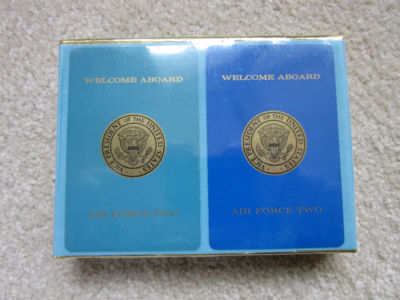 WELCOME ABOARD
VICE PRESIDENT OF THE UNITED STATES
AIR FORCE TWO
WELCOME ABOARD
VICE PRESIDENT OF THE UNITED STATES
AIR FORCE TWO